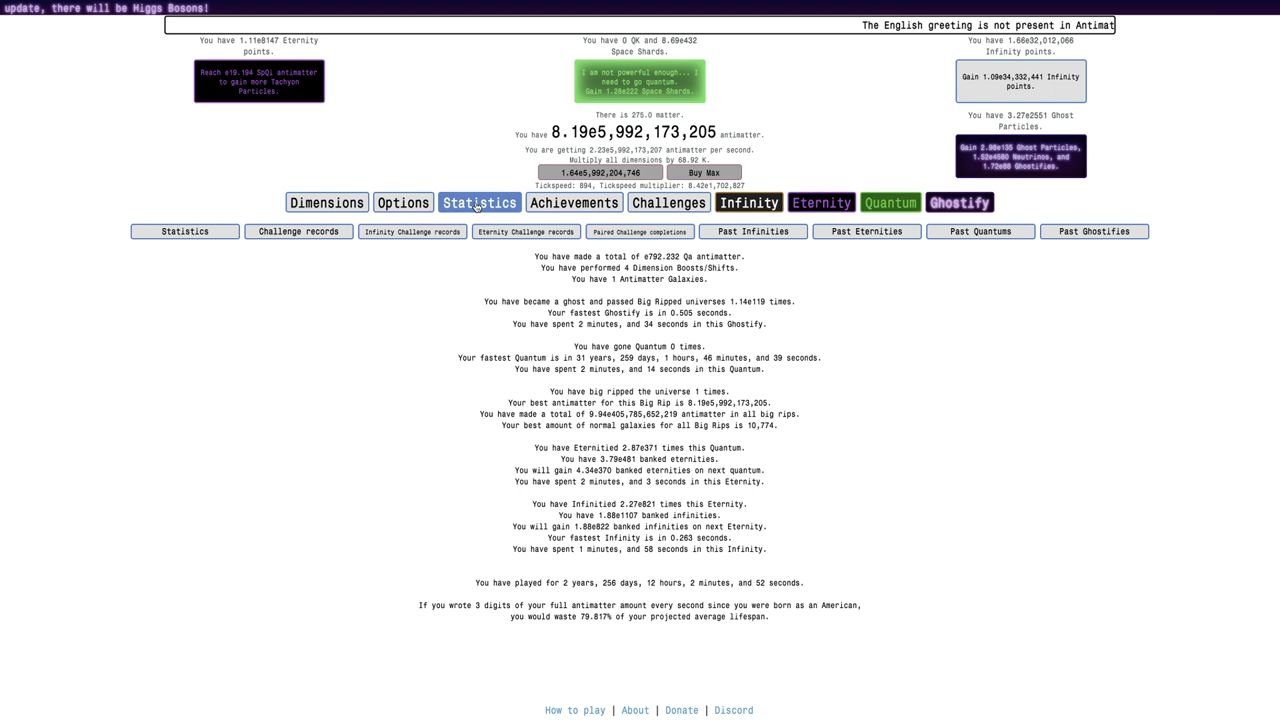 update, there will be Higgs Bosons!
The English greeting is not present in Antimat
You have 1.11e8147 Eternity
points.
Reach e19.194 SpQi antimatter
to gain more Tachyon
Particles.
You have 0 QK and 8.69e432
Space Shards.
I am not powerful enough... I
need to go quantum.
Gain 1.28e222 Space Shards.
You have 1.66e32,012,066
Infinity points.
Gain 1.09e34,332,441 Infinity
points.
There is 275.0 matter.
You have 8.19e5,992,173,205 antimatter.
You have 3.27e2551 Ghost
Particles.
Gain 2.98e135 Ghost Particles,
1.52e4580 Neutrinos, and
1.72e88 Ghostifies.
You are getting 2.23e5,992,173,207 antimatter per second.
Multiply all dimensions by 68.92 K.
1.64e5,992,204,746
Buy Max
Tickspeed: 894, Tickspeed multiplier: 8.42e1,702,827
Dimensions
Options
Statistics
Achievements
Challenges
Infinity
Eternity
Quantum
Ghostify
Statistics
Challenge records
Infinity Challenge records
Eternity Challenge records
Paired Challenge completions
Past Infinities
Past Eternities
Past Quantums
Past Ghostifies
You have made a total of e792.232 Qa antimatter.
You have performed 4 Dimension Boosts/Shifts.
You have 1 Antimatter Galaxies.
You have became a ghost and passed Big Ripped universes 1.14e119 times.
Your fastest Ghostify is in 0.505 seconds.
You have spent 2 minutes, and 34 seconds in this Ghostify.
You have gone Quantum 0 times.
Your fastest Quantum is in 31 years, 259 days, 1 hours, 46 minutes, and 39 seconds.
You have spent 2 minutes, and 14 seconds in this Quantum.
You have big ripped the universe 1 times.
Your best antimatter for this Big Rip is 8.19e5,992,173,205.
You have made a total of 9.94e405,785,652,219 antimatter in all big rips.
Your best amount of normal galaxies for all Big Rips is 10,774.
You have Eternitied 2.87e371 times this Quantum.
You have 3.79e481 banked eternities.
You will gain 4.34e370 banked eternities on next quantum.
You have spent 2 minutes, and 3 seconds in this Eternity.
You have Infinitied 2.27e821 times this Eternity.
You have 1.88e1107 banked infinities.
You will gain 1.88e822 banked infinities on next Eternity.
Your fastest Infinity is in 0.263 seconds.
You have spent 1 minutes, and 58 seconds in this Infinity.
You have played for 2 years, 256 days, 12 hours, 2 minutes, and 52 seconds.
If you wrote 3 digits of your full antimatter amount every second since you were born as an American,
you would waste 79.817% of your projected average lifespan.
How to play | About | Donate | Discord